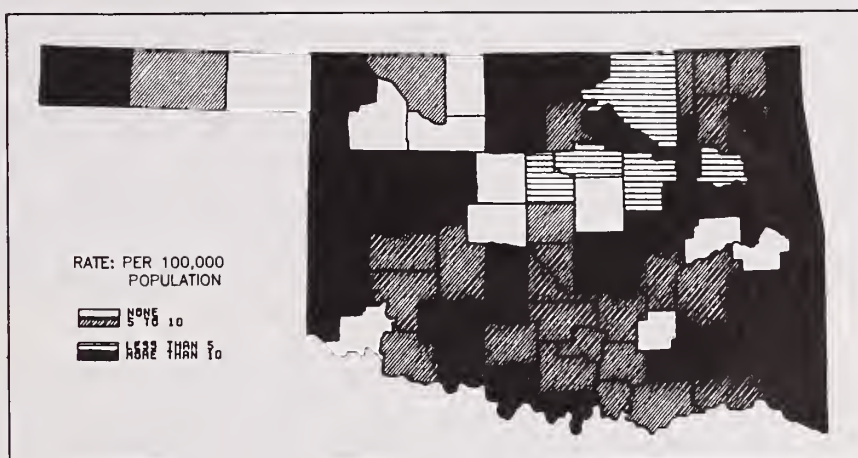 RATE: PER 100,000
POPULATION
NONE
5 TO 10
LESS THAN 5
MORE THAN 10